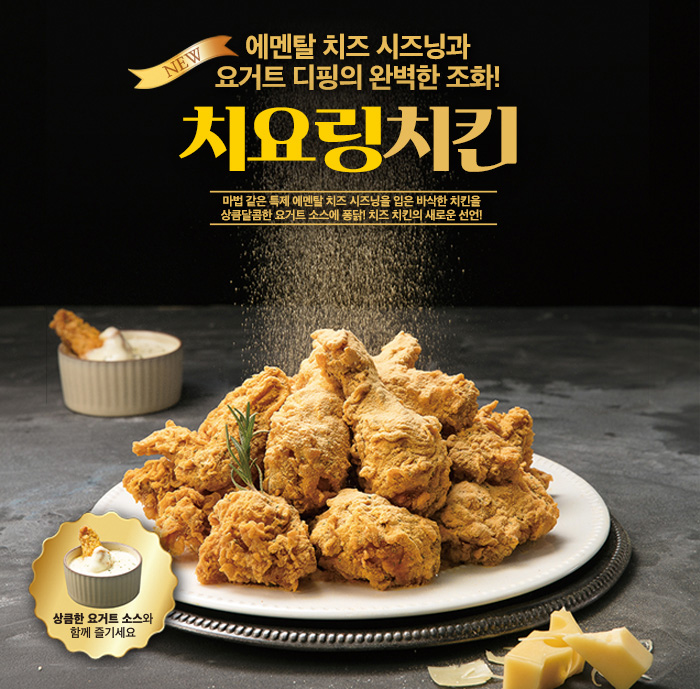 NEW
에멘탈 치즈 시즈닝과
요거트 디핑의 완벽한 조화!
치요링치킨
마법 같은 특제 에멘탈 치즈 시즈닝을 입은 바삭한 치킨을
상큼달콤한 요거트 소스에 퐁닭! 치즈 치킨의 새로운 선언!
상큼한 요거트 소스와
함께 즐기세요